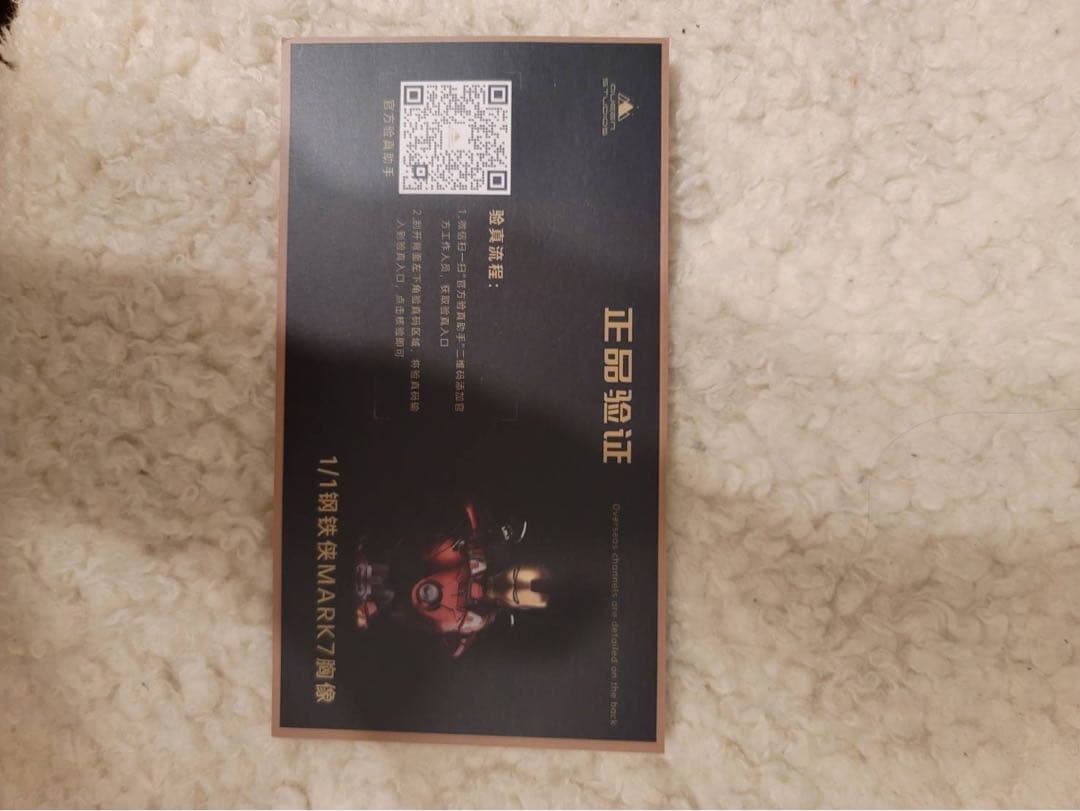 QUEEN
STUDIOS
正品验证
Overseas channels are detailed on the back
验真流程：
1.微信扫一扫"官方验真助手"二维码添加官
方工作人员，获取验真入口
2.刮开背面左下角验真码区域，将验真码输
入到验真入口，点击核验即可
官方验真助手
1/1钢铁侠MARK7胸像